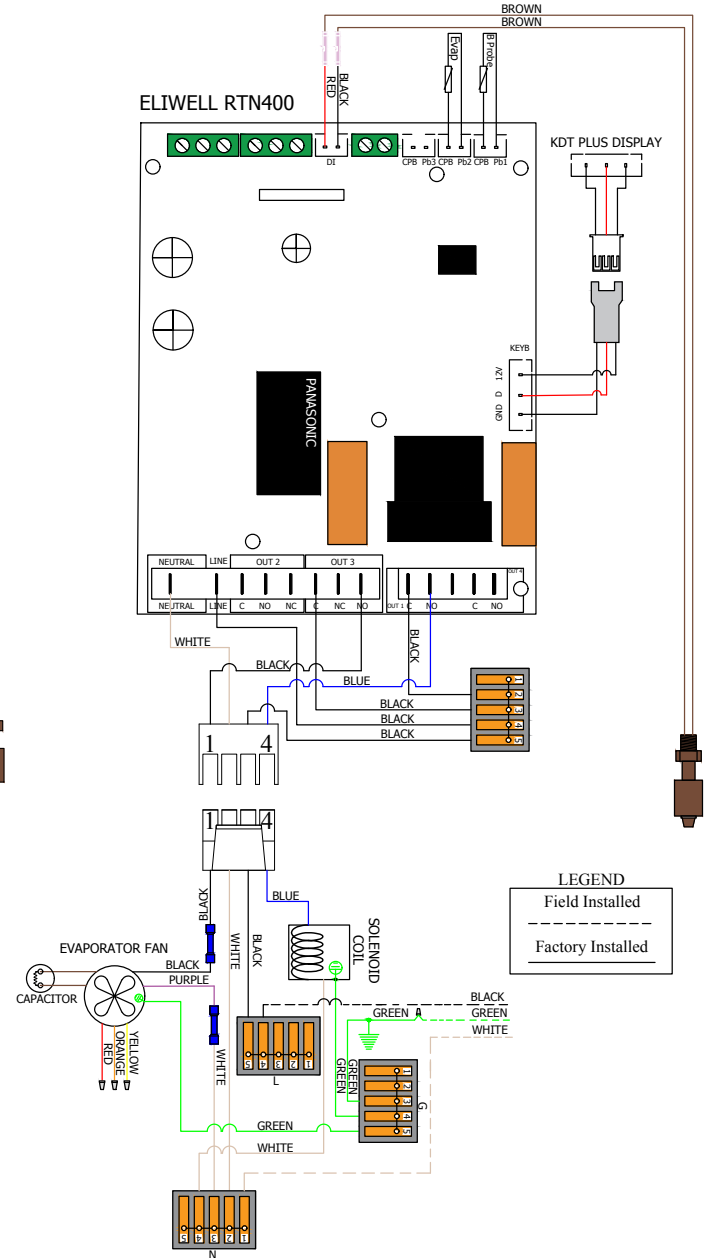 BROWN
BROWN
RED
BLACK
Evap
B Probe
ELIWELL RTN400
KDT PLUS DISPLAY
DI
CPB Pb3 CPB Pb2 CPB Pb1
KEYB
12V
D
GND
PANASONIC
NEUTRAL LINE OUT 2 OUT 3
OUT 4
NEUTRAL LINE C NO NC C NC NO OUT 1 C NO C NO
WHITE
BLACK
BLACK
BLUE
BLACK
BLACK
BLACK
1
2
3
4
5
1 4
1 4
BLACK
WHITE
BLACK
BLUE
SOLENOID
COIL
LEGEND
Field Installed
Factory Installed
EVAPORATOR FAN
CAPACITOR
BLACK
PURPLE
RED
ORANGE
YELLOW
WHITE
BLACK
GREEN GREEN
WHITE
5 4 3 2 1
L
GREEN
GREEN
1
2
3
4
5
G
GREEN
WHITE
5 4 3 2 1
N